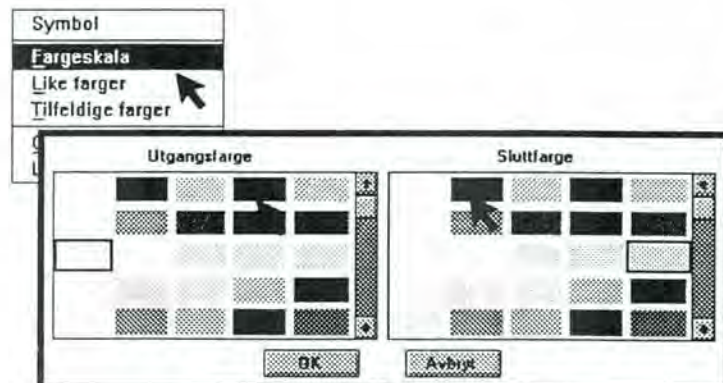 Symbol
Fargeskala
Like farger
Tilfeldige farger
Utgangsfarge
Sluttfarge
OK
Avbryt